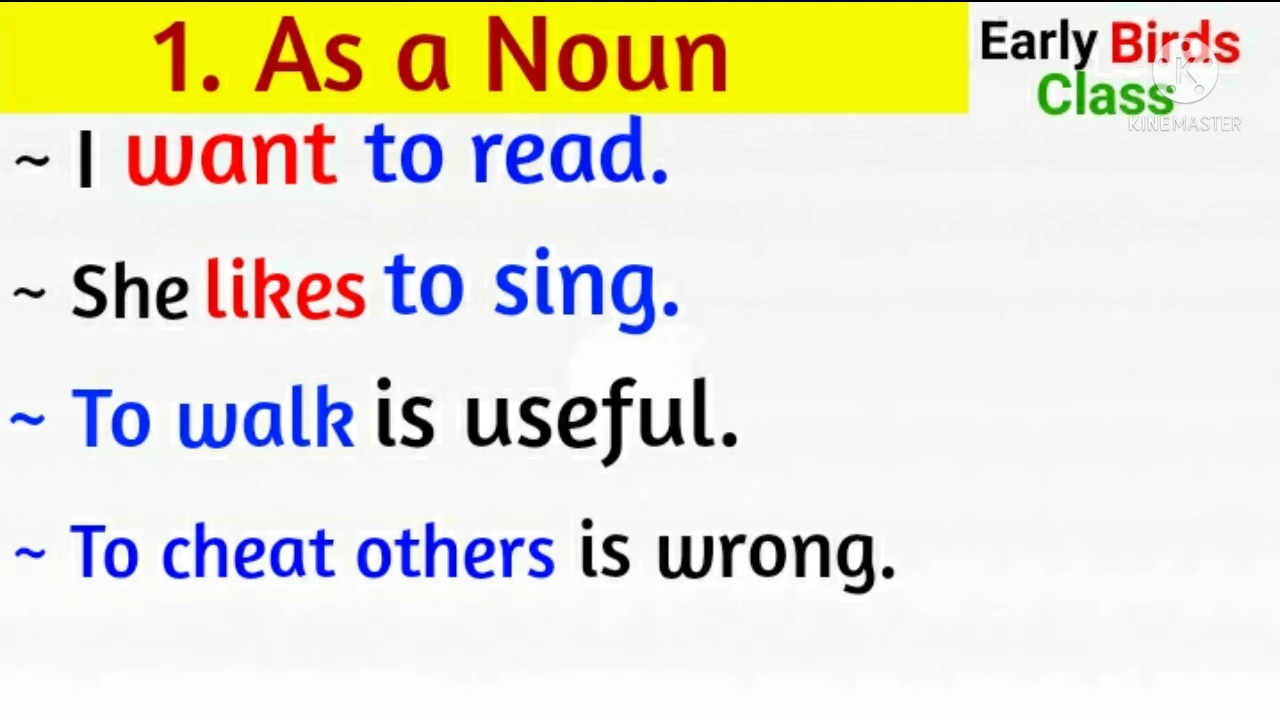 1. As a Noun
Early Birds
Class
KINEMASTER
~ I want to read.
~ She likes to sing.
~ To walk is useful.
~ To cheat others is wrong.